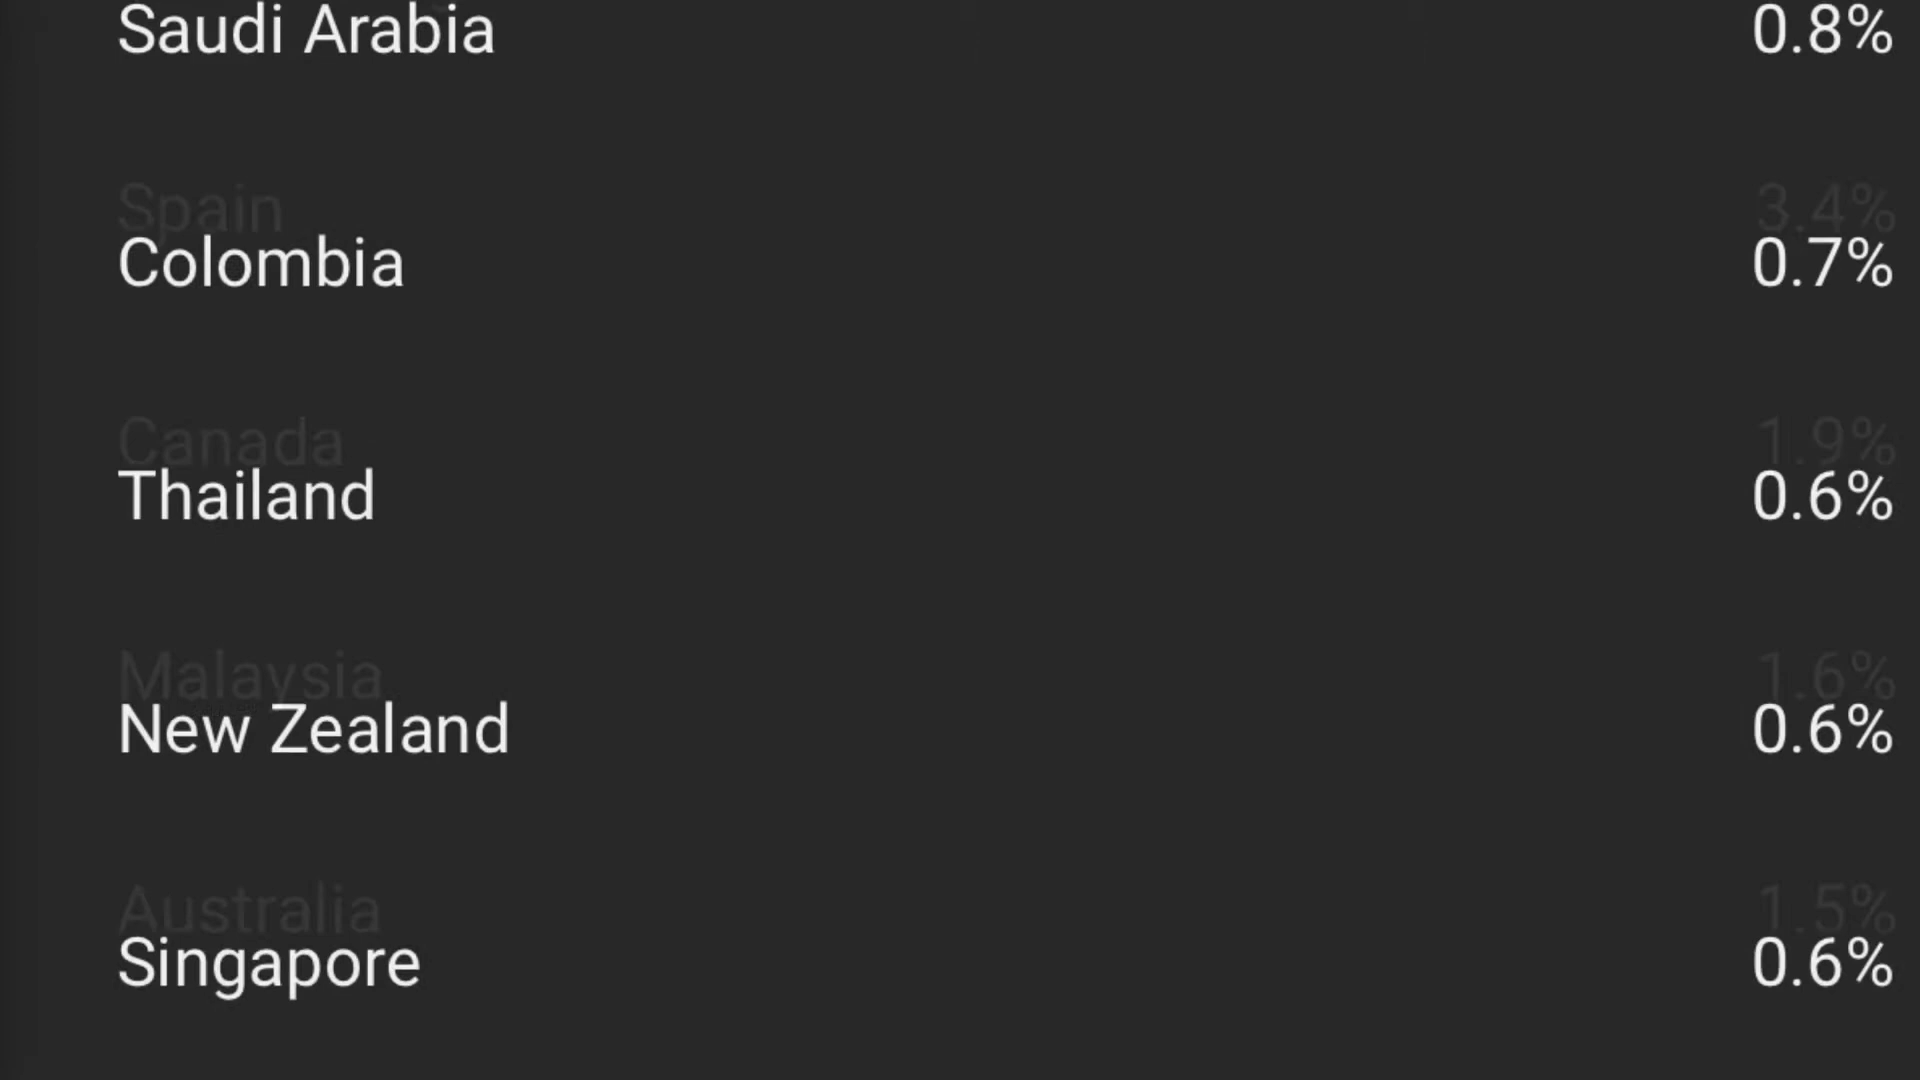 Saudi Arabia 0.8%
Spain 3.4%
Colombia 0.7%
Canada 1.9%
Thailand 0.6%
Malaysia 1.6%
New Zealand 0.6%
Australia 1.5%
Singapore 0.6%